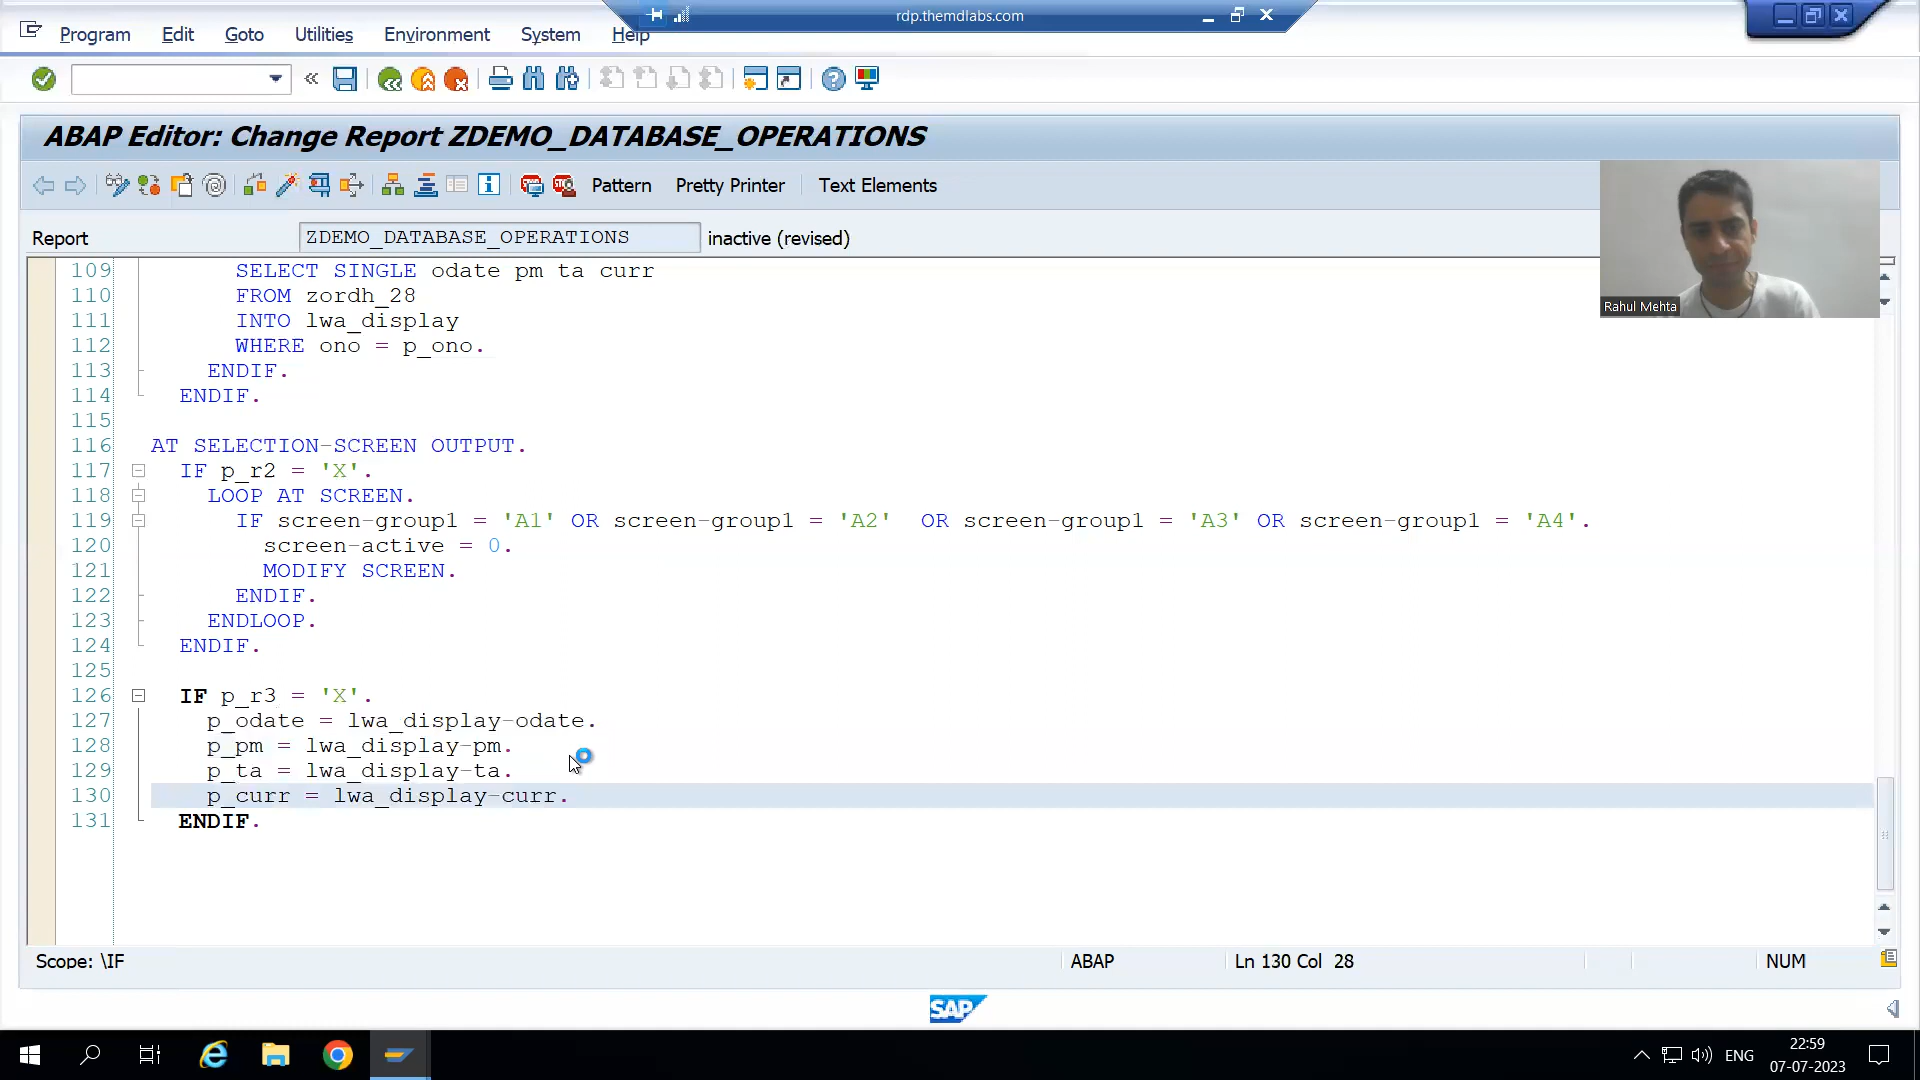 rdp.themdlabs.com
Program Edit Goto Utilities Environment System Help
ABAP Editor: Change Report ZDEMO_DATABASE_OPERATIONS
Pattern Pretty Printer Text Elements
Report ZDEMO_DATABASE_OPERATIONS inactive (revised)
Rahul Mehta
109 SELECT SINGLE odate pm ta curr
110 FROM zordh_28
111 INTO lwa_display
112 WHERE ono = p_ono.
113 ENDIF.
114 ENDIF.
115
116 AT SELECTION-SCREEN OUTPUT.
117 IF p_r2 = 'X'.
118 LOOP AT SCREEN.
119 IF screen-group1 = 'A1' OR screen-group1 = 'A2' OR screen-group1 = 'A3' OR screen-group1 = 'A4'.
120 screen-active = 0.
121 MODIFY SCREEN.
122 ENDIF.
123 ENDLOOP.
124 ENDIF.
125
126 IF p_r3 = 'X'.
127 p_odate = lwa_display-odate.
128 p_pm = lwa_display-pm.
129 p_ta = lwa_display-ta.
130 p_curr = lwa_display-curr.
131 ENDIF.
Scope: \IF ABAP Ln 130 Col 28 NUM
SAP
ENG
22:59
07-07-2023